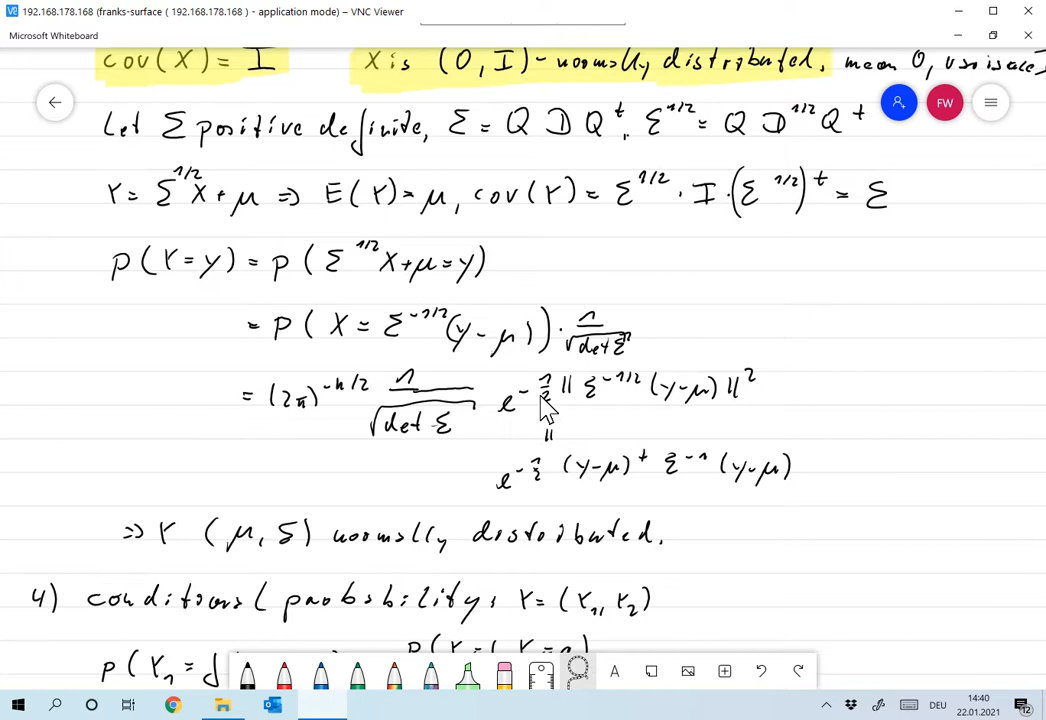 192.168.178.168 (franks-surface ( 192.168.178.168 ) - application mode) – VNC Viewer
Microsoft Whiteboard
cov(X) = I X is (0, I) - normally distributed, mean 0,
FW
Let Σ positive definite, Σ = Q D Q^t, Σ^1/2 = Q D^1/2 Q^t
Y = Σ^1/2 X + μ => E(Y) = μ, cov(Y) = Σ^1/2 · I · (Σ^1/2)^t = Σ
p(Y = y) = p(Σ^1/2 X + μ = y)
= p(X = Σ^-1/2 (y - μ)) · 1/√det Σ
= (2π)^-n/2 1/√det Σ e^-1/2 ||Σ^-1/2 (y - μ)||^2
||
e^-1/2 (y - μ)^t Σ^-1 (y - μ)
=> Y (μ, Σ) normally distributed.
4) conditional probability, Y = (Y1, Y2)
A
DEU
14:40
22.01.2021
12